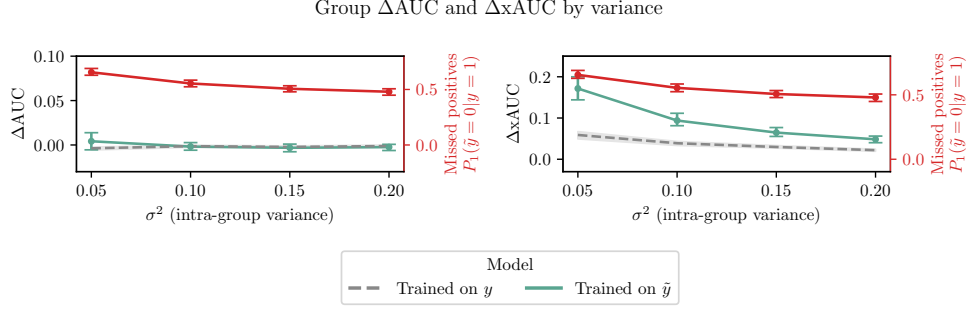 Group ΔAUC and ΔxAUC by variance
0.10
0.05
0.00
ΔAUC
0.5
0.0
Missed positives
P₁(ỹ = 0|y = 1)
0.05 0.10 0.15 0.20
σ² (intra-group variance)
0.2
0.1
0.0
ΔxAUC
0.5
0.0
Missed positives
P₁(ỹ = 0|y = 1)
0.05 0.10 0.15 0.20
σ² (intra-group variance)
Model
Trained on y
Trained on ỹ